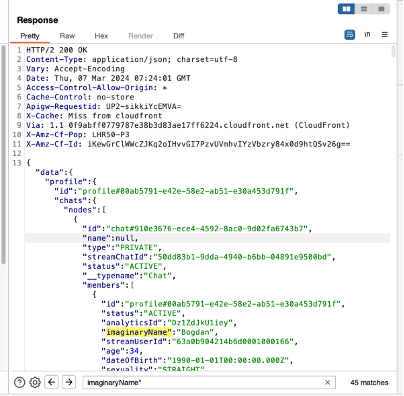 Response
Pretty Raw Hex Render Diff
\n
1 HTTP/2 200 OK
2 Content-Type: application/json; charset=utf-8
3 Vary: Accept-Encoding
4 Date: Thu, 07 Mar 2024 07:24:01 GMT
5 Access-Control-Allow-Origin: *
6 Cache-Control: no-store
7 Apigw-Requestid: UP2-sikkiYcEMVA=
8 X-Cache: Miss from cloudfront
9 Via: 1.1 0f9abff0779787e38b3d83ae17ff6224.cloudfront.net (CloudFront)
10 X-Amz-Cf-Pop: LHR50-P3
11 X-Amz-Cf-Id: iKewGrClWWcZJKq2oIHvvGI7PzvUVnhvIYzVbzry84x0d9htQSv26g==
12
13 {
"data":{
"profile":{
"id":"profile#00ab5791-e42e-58e2-ab51-e30a453d791f",
"chats":{
"nodes":[
{
"id":"chat#910e3676-ece4-4592-8ac0-9d02fa6743b7",
"name":null,
"type":"PRIVATE",
"streamChatId":"50dd83b1-9dda-4940-b6bb-04891e9500bd",
"status":"ACTIVE",
"__typename":"Chat",
"members":[
{
"id":"profile#00ab5791-e42e-58e2-ab51-e30a453d791f",
"status":"ACTIVE",
"analyticsId":"Dz1ZdJkU1iey",
"imaginaryName":"Bogdan",
"streamUserId":"63a0b904214b6d0001000166",
"age":34,
"dateOfBirth":"1990-01-01T00:00:00.000Z",
"sexuality":"STRAIGHT",
imaginaryName"
45 matches